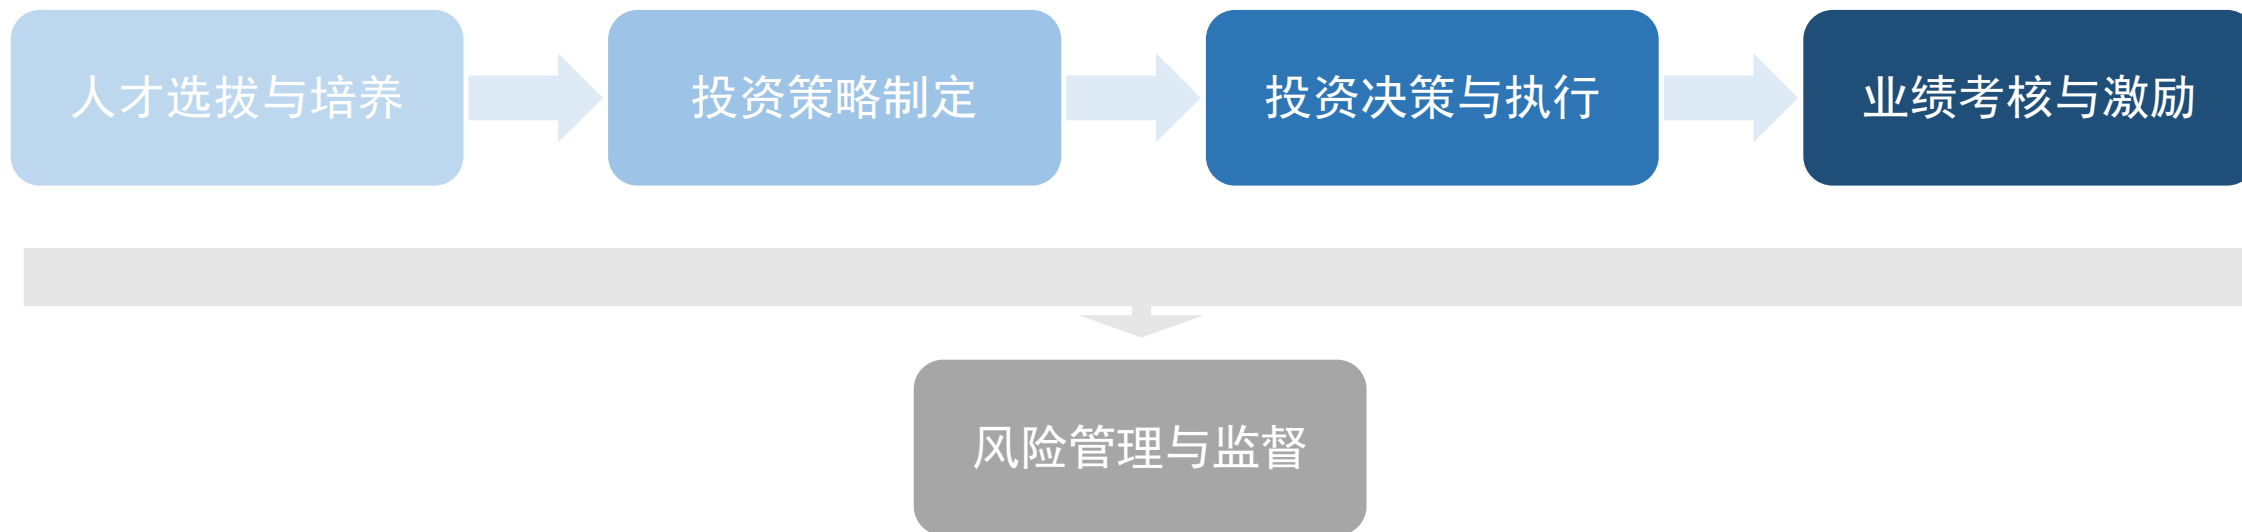 人才选拔与培养
投资策略制定
投资决策与执行
业绩考核与激励
风险管理与监督